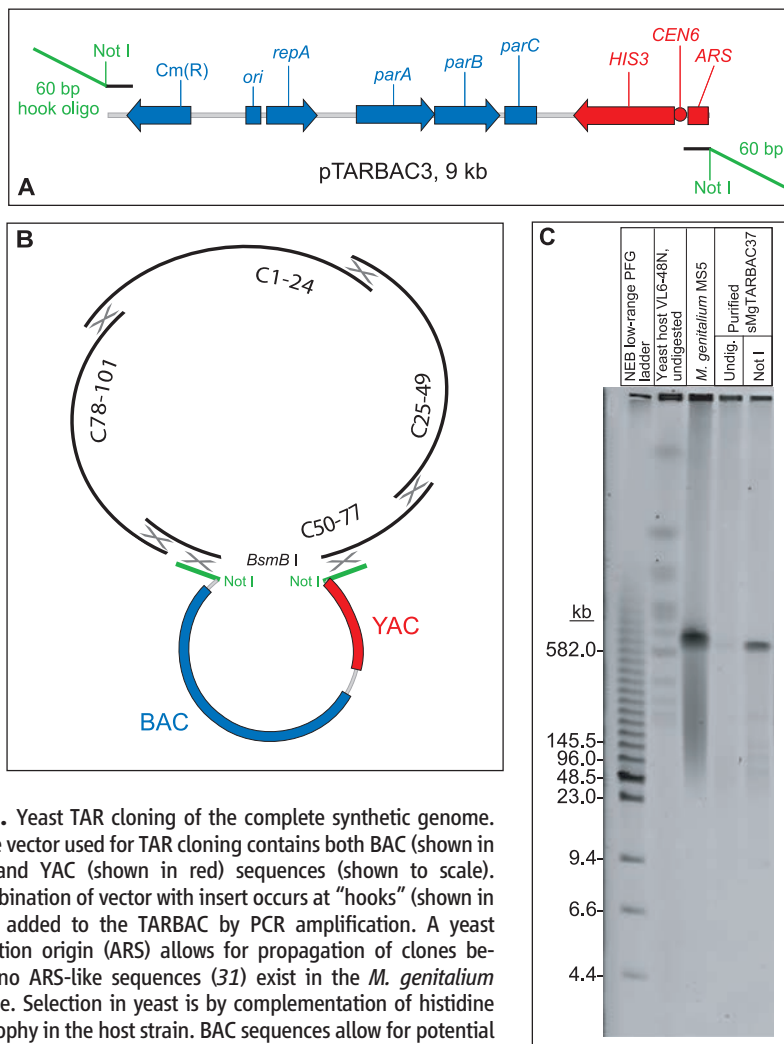 A
Not I
60 bp
hook oligo
Cm(R)
ori
repA
parA
parB
parC
HIS3
CEN6
ARS
pTARBAC3, 9 kb
60 bp
Not I
B
C1-24
C25-49
C50-77
C78-101
BsmB I
Not I
Not I
YAC
BAC
C
NEB low-range PFG
ladder
Yeast host VL6-48N,
undigested
M. genitalium MS5
Purified
sMgTARBAC37
Undig.
Not I
kb
582.0
145.5
96.0
48.5
23.0
9.4
6.6
4.4
. Yeast TAR cloning of the complete synthetic genome.
e vector used for TAR cloning contains both BAC (shown in
and YAC (shown in red) sequences (shown to scale).
bination of vector with insert occurs at “hooks” (shown in
added to the TARBAC by PCR amplification. A yeast
tion origin (ARS) allows for propagation of clones be-
no ARS-like sequences (31) exist in the M. genitalium
e. Selection in yeast is by complementation of histidine
ophy in the host strain. BAC sequences allow for potential